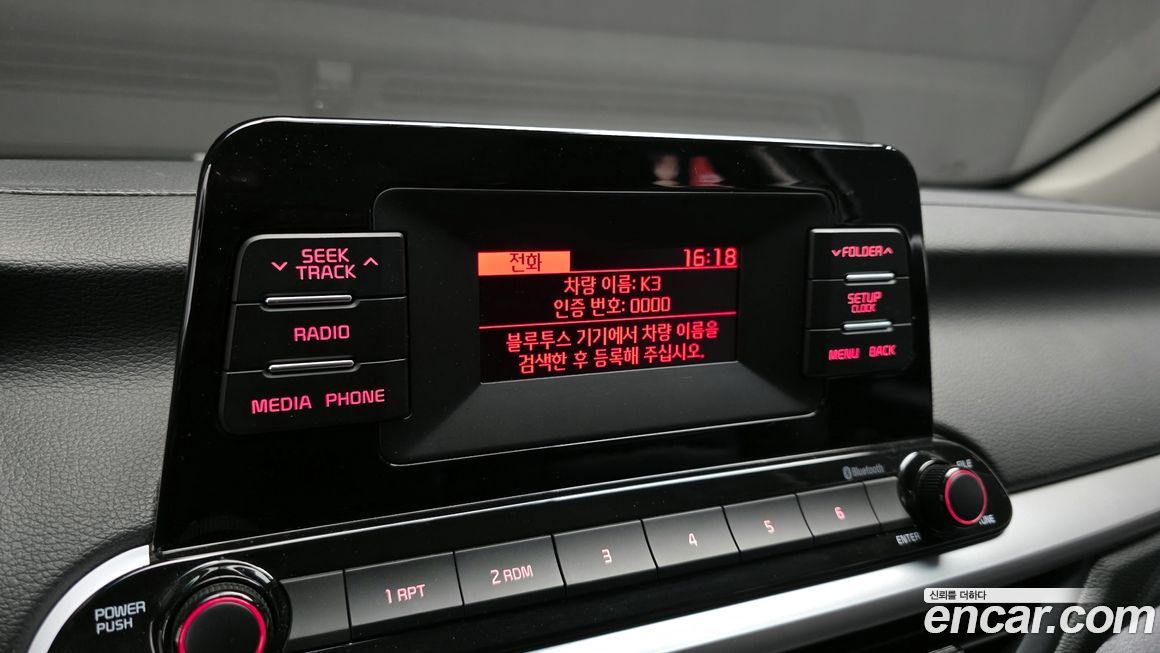 SEEK
TRACK
RADIO
MEDIA PHONE
전화 16:18
차량 이름: K3
인증 번호: 0000
블루투스 기기에서 차량 이름을
검색한 후 등록해 주십시오.
FOLDER
SETUP
CLOCK
MENU BACK
Bluetooth
FILE
TUNE
ENTER
POWER
PUSH
1 RPT
2 RDM
3
4
5
6
신뢰를 더하다
encar.com